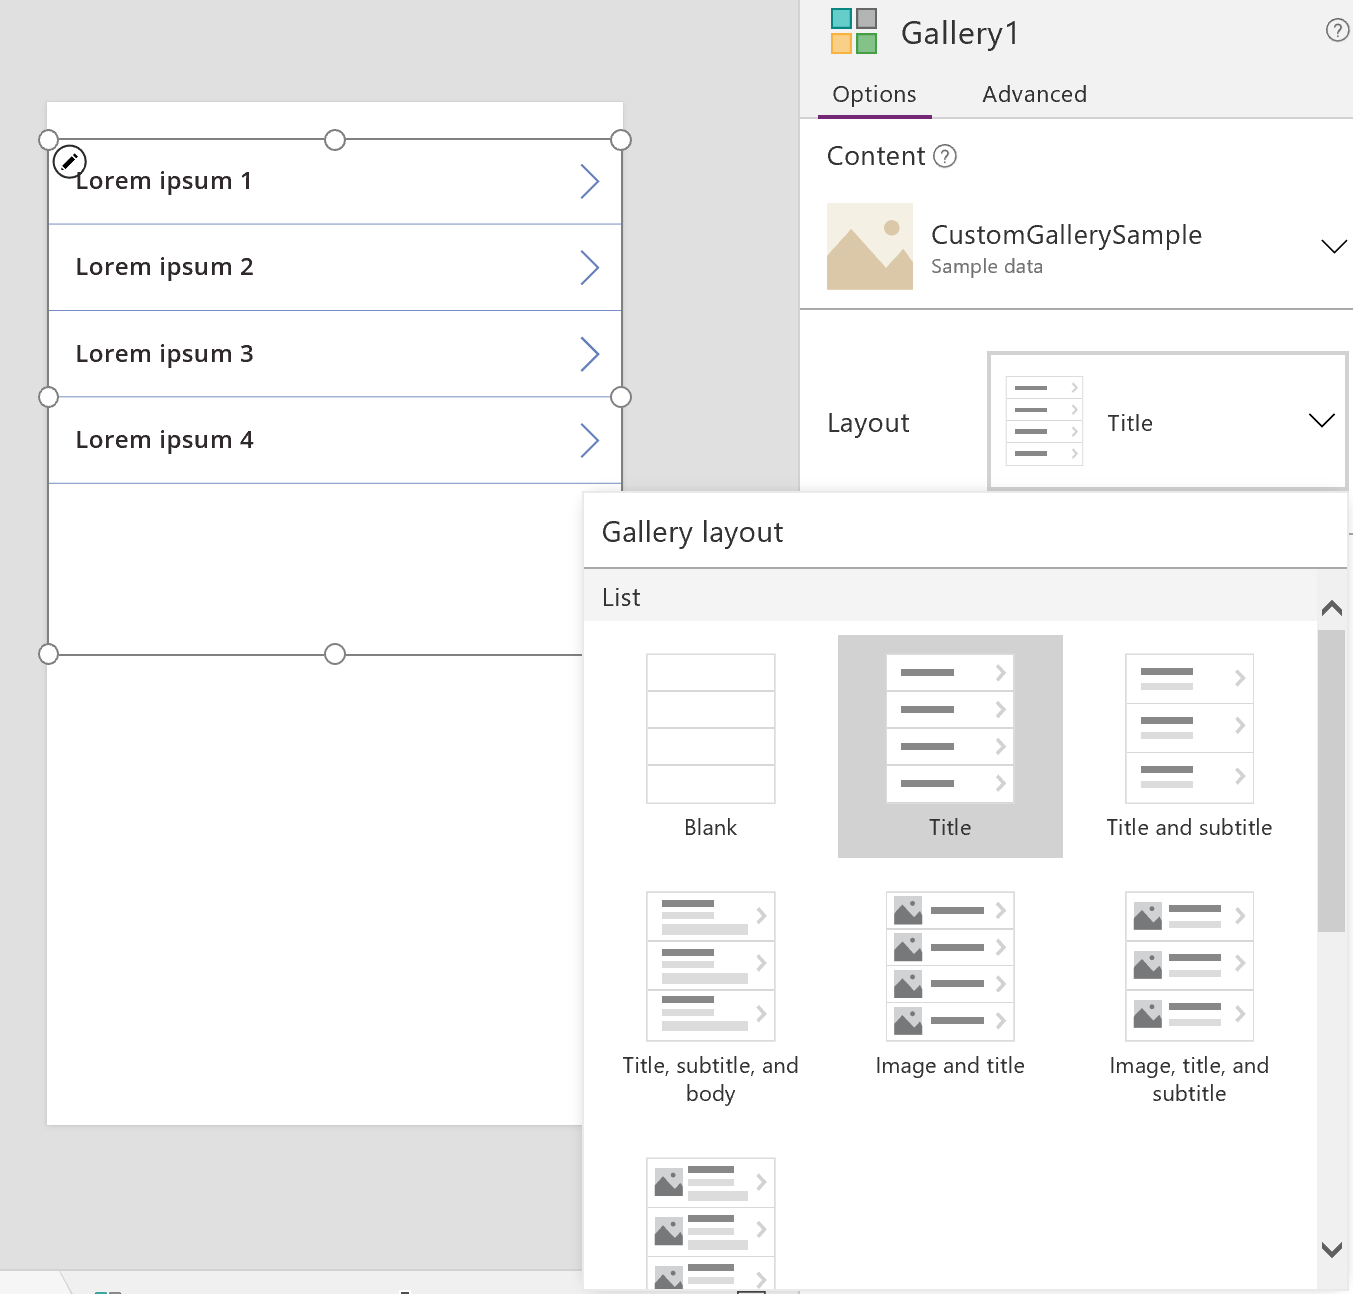 Gallery1
Options
Advanced
Content
CustomGallerySample
Sample data
Layout
Title
Lorem ipsum 1
Lorem ipsum 2
Lorem ipsum 3
Lorem ipsum 4
Gallery layout
List
Blank
Title
Title and subtitle
Title, subtitle, and
body
Image and title
Image, title, and
subtitle